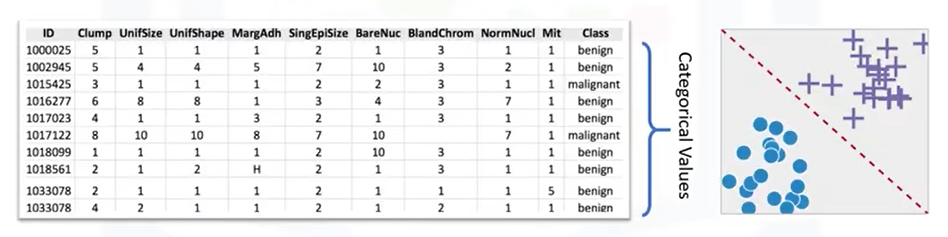 ID Clump UnifSize UnifShape MargAdh SingEpiSize BareNuc BlandChrom NormNucl Mit Class
1000025 5 1 1 1 2 1 3 1 1 benign
1002945 5 4 4 5 7 10 3 2 1 benign
1015425 3 1 1 1 2 2 3 1 1 malignant
1016277 6 8 8 1 3 4 3 7 1 benign
1017023 4 1 1 3 2 1 3 1 1 benign
1017122 8 10 10 8 7 10 7 1 malignant
1018099 1 1 1 1 2 10 3 1 1 benign
1018561 2 1 2 H 2 1 3 1 1 benign
1033078 2 1 1 1 2 1 1 1 5 benign
1033078 4 2 1 1 2 1 2 1 1 benign
Categorical Values